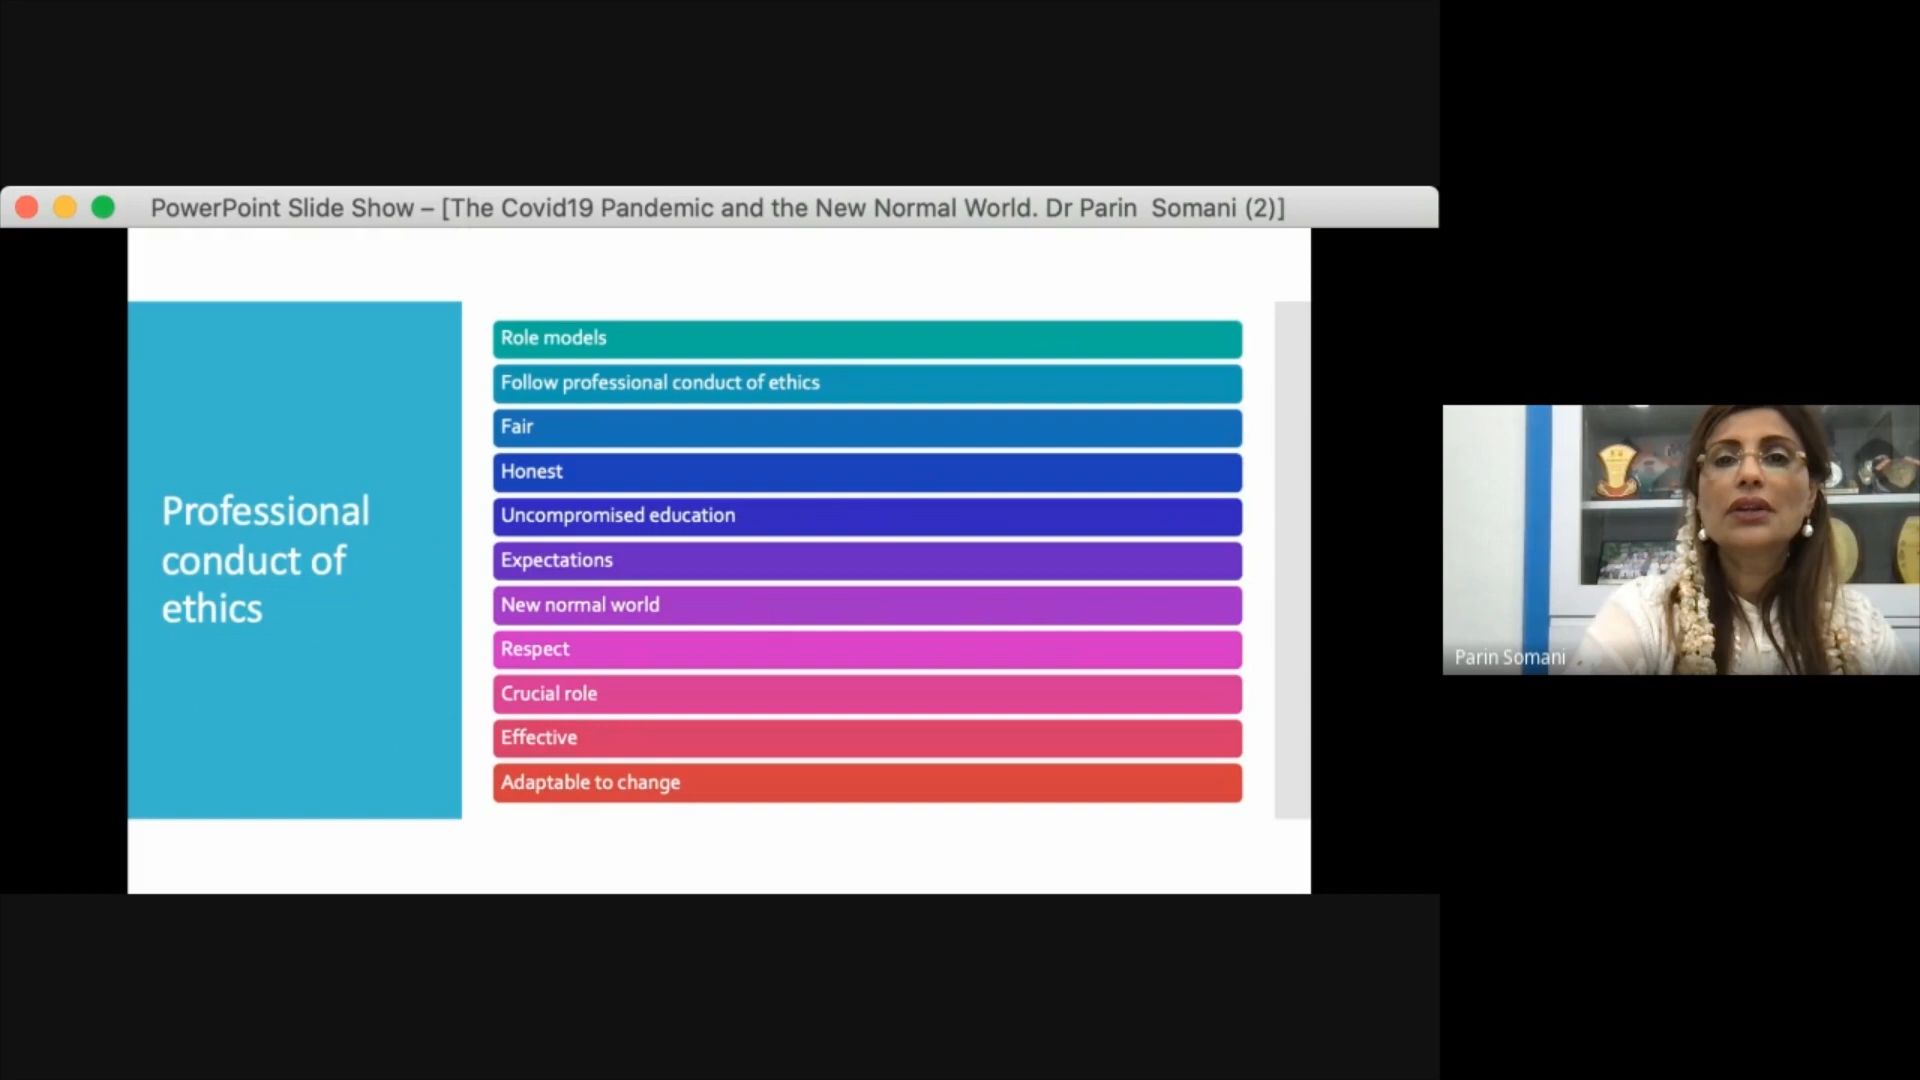 PowerPoint Slide Show – [The Covid19 Pandemic and the New Normal World. Dr Parin  Somani (2)]
Professional
conduct of
ethics
Role models
Follow professional conduct of ethics
Fair
Honest
Uncompromised education
Expectations
New normal world
Respect
Crucial role
Effective
Adaptable to change
Parin Somani